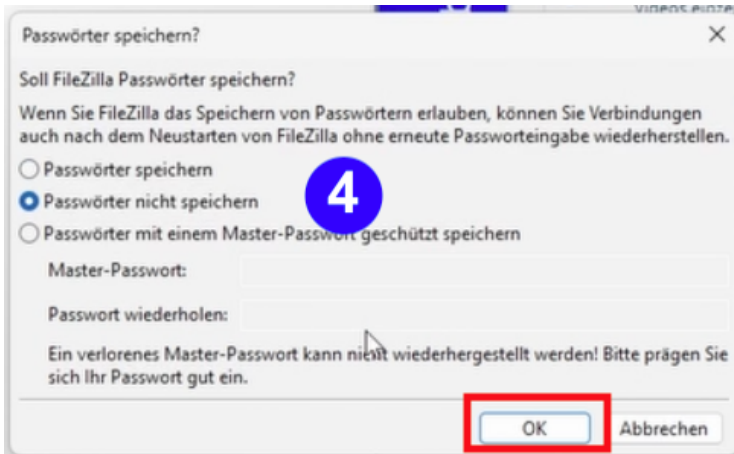 Passwörter speichern?
Soll FileZilla Passwörter speichern?
Wenn Sie FileZilla das Speichern von Passwörtern erlauben, können Sie Verbindungen
auch nach dem Neustarten von FileZilla ohne erneute Passworteingabe wiederherstellen.
Passwörter speichern
Passwörter nicht speichern
4
Passwörter mit einem Master-Passwort geschützt speichern
Master-Passwort:
Passwort wiederholen:
Ein verlorenes Master-Passwort kann nicht wiederhergestellt werden! Bitte prägen Sie
sich Ihr Passwort gut ein.
OK
Abbrechen